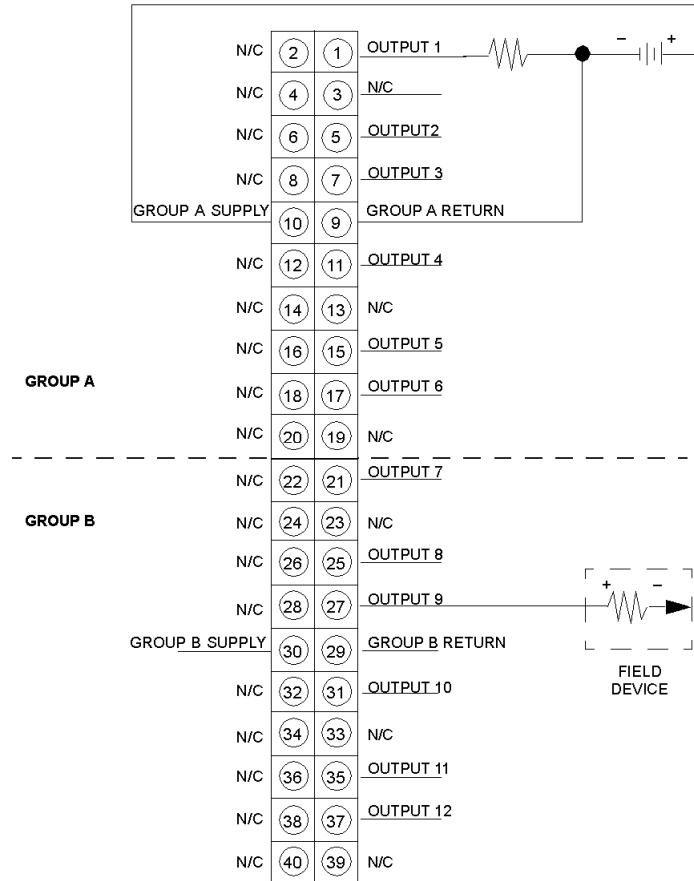 N/C 2 1 OUTPUT 1 − +
N/C 4 3 N/C
N/C 6 5 OUTPUT2
N/C 8 7 OUTPUT 3
GROUP A SUPPLY 10 9 GROUP A RETURN
N/C 12 11 OUTPUT 4
N/C 14 13 N/C
N/C 16 15 OUTPUT 5
GROUP A
N/C 18 17 OUTPUT 6
N/C 20 19 N/C
N/C 22 21 OUTPUT 7
GROUP B
N/C 24 23 N/C
N/C 26 25 OUTPUT 8
N/C 28 27 OUTPUT 9 + −
GROUP B SUPPLY 30 29 GROUP B RETURN
FIELD
DEVICE
N/C 32 31 OUTPUT 10
N/C 34 33 N/C
N/C 36 35 OUTPUT 11
N/C 38 37 OUTPUT 12
N/C 40 39 N/C